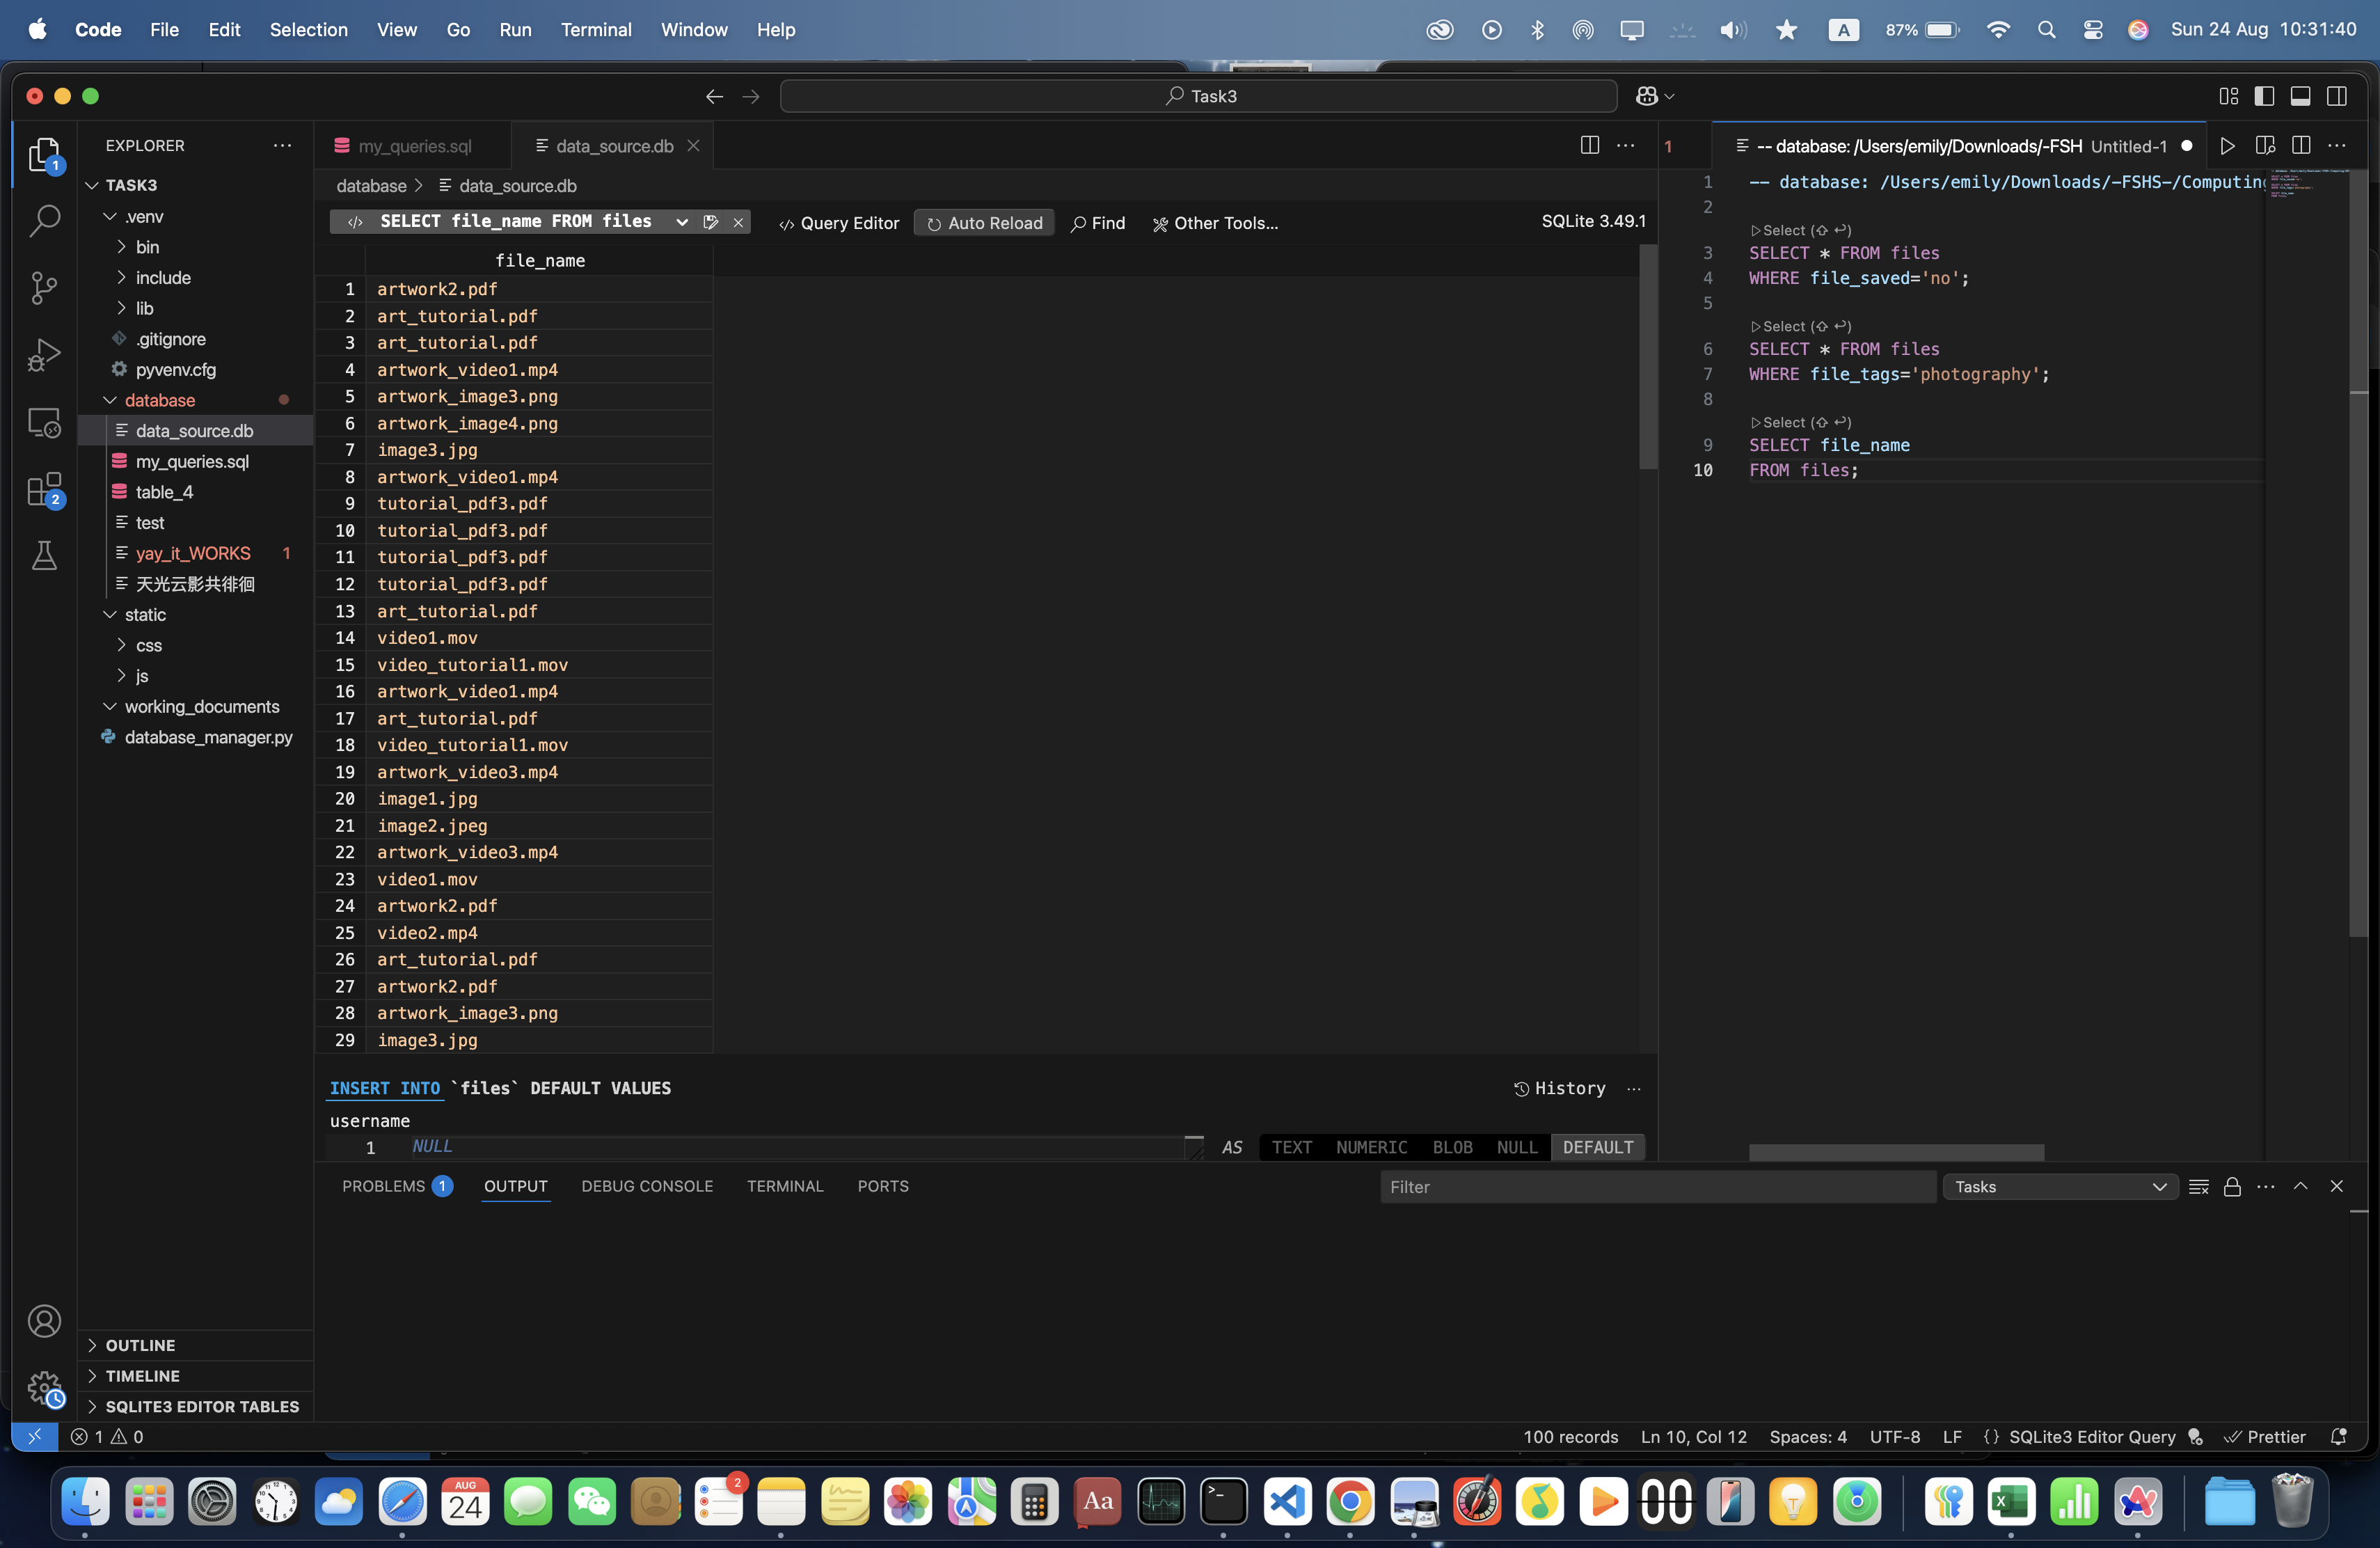 Code File Edit Selection View Go Run Terminal Window Help A 87% Sun 24 Aug 10:31:40
Task3
EXPLORER
TASK3
.venv
bin
include
lib
.gitignore
pyvenv.cfg
database
data_source.db
my_queries.sql
table_4
test
yay_it_WORKS 1
天光云影共徘徊
static
css
js
working_documents
database_manager.py
OUTLINE
TIMELINE
SQLITE3 EDITOR TABLES
1
2
my_queries.sql data_source.db
database > data_source.db
SELECT file_name FROM files Query Editor Auto Reload Find Other Tools... SQLite 3.49.1
file_name
1 artwork2.pdf
2 art_tutorial.pdf
3 art_tutorial.pdf
4 artwork_video1.mp4
5 artwork_image3.png
6 artwork_image4.png
7 image3.jpg
8 artwork_video1.mp4
9 tutorial_pdf3.pdf
10 tutorial_pdf3.pdf
11 tutorial_pdf3.pdf
12 tutorial_pdf3.pdf
13 art_tutorial.pdf
14 video1.mov
15 video_tutorial1.mov
16 artwork_video1.mp4
17 art_tutorial.pdf
18 video_tutorial1.mov
19 artwork_video3.mp4
20 image1.jpg
21 image2.jpeg
22 artwork_video3.mp4
23 video1.mov
24 artwork2.pdf
25 video2.mp4
26 art_tutorial.pdf
27 artwork2.pdf
28 artwork_image3.png
29 image3.jpg
INSERT INTO `files` DEFAULT VALUES History
username
1 NULL AS TEXT NUMERIC BLOB NULL DEFAULT
1 -- database: /Users/emily/Downloads/-FSH Untitled-1
1 -- database: /Users/emily/Downloads/-FSHS-/Computing
2
Select (⇧ ↩)
3 SELECT * FROM files
4 WHERE file_saved='no';
5
Select (⇧ ↩)
6 SELECT * FROM files
7 WHERE file_tags='photography';
8
Select (⇧ ↩)
9 SELECT file_name
10 FROM files;
PROBLEMS 1 OUTPUT DEBUG CONSOLE TERMINAL PORTS Filter Tasks
1 0 100 records Ln 10, Col 12 Spaces: 4 UTF-8 LF {} SQLite3 Editor Query Prettier
AUG
24
2
Aa
00